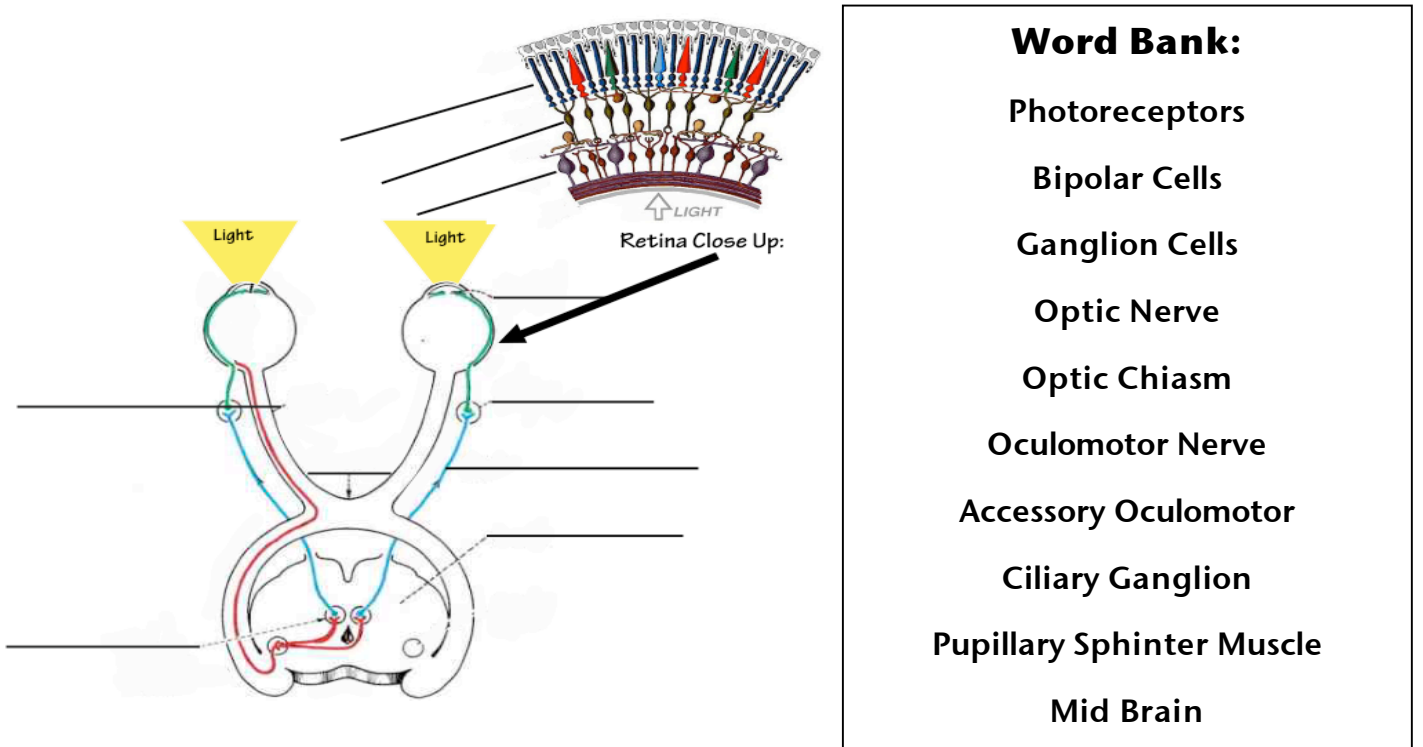 LIGHT
Light
Light
Retina Close Up:
Word Bank:
Photoreceptors
Bipolar Cells
Ganglion Cells
Optic Nerve
Optic Chiasm
Oculomotor Nerve
Accessory Oculomotor
Ciliary Ganglion
Pupillary Sphinter Muscle
Mid Brain